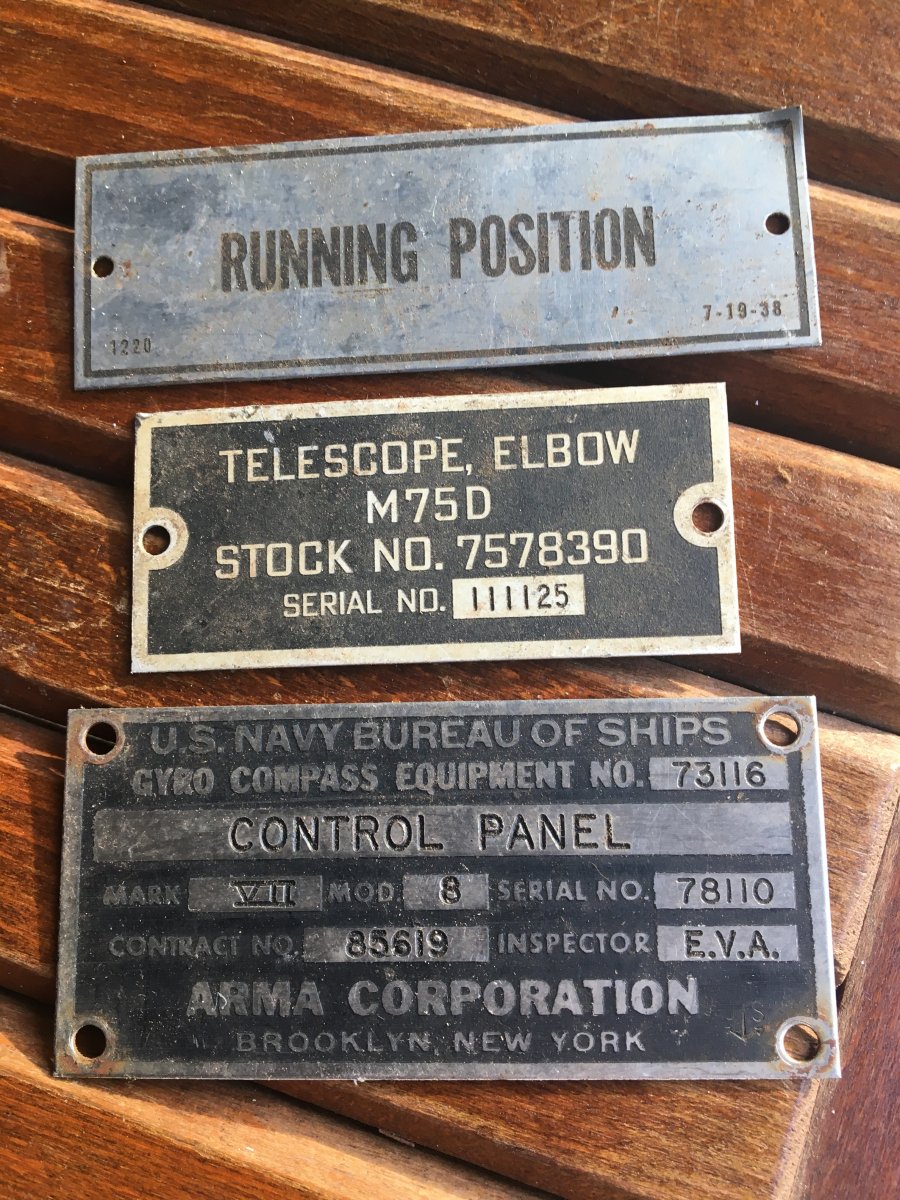 RUNNING POSITION
1220 7-19-38
TELESCOPE, ELBOW
M75D
STOCK NO. 7578390
SERIAL NO. 111125
U.S. NAVY BUREAU OF SHIPS
GYRO COMPASS EQUIPMENT NO. 73116
CONTROL PANEL
MARK VII MOD 8 SERIAL NO. 78110
CONTRACT NO. 85619 INSPECTOR E.V.A.
ARMA CORPORATION
BROOKLYN, NEW YORK